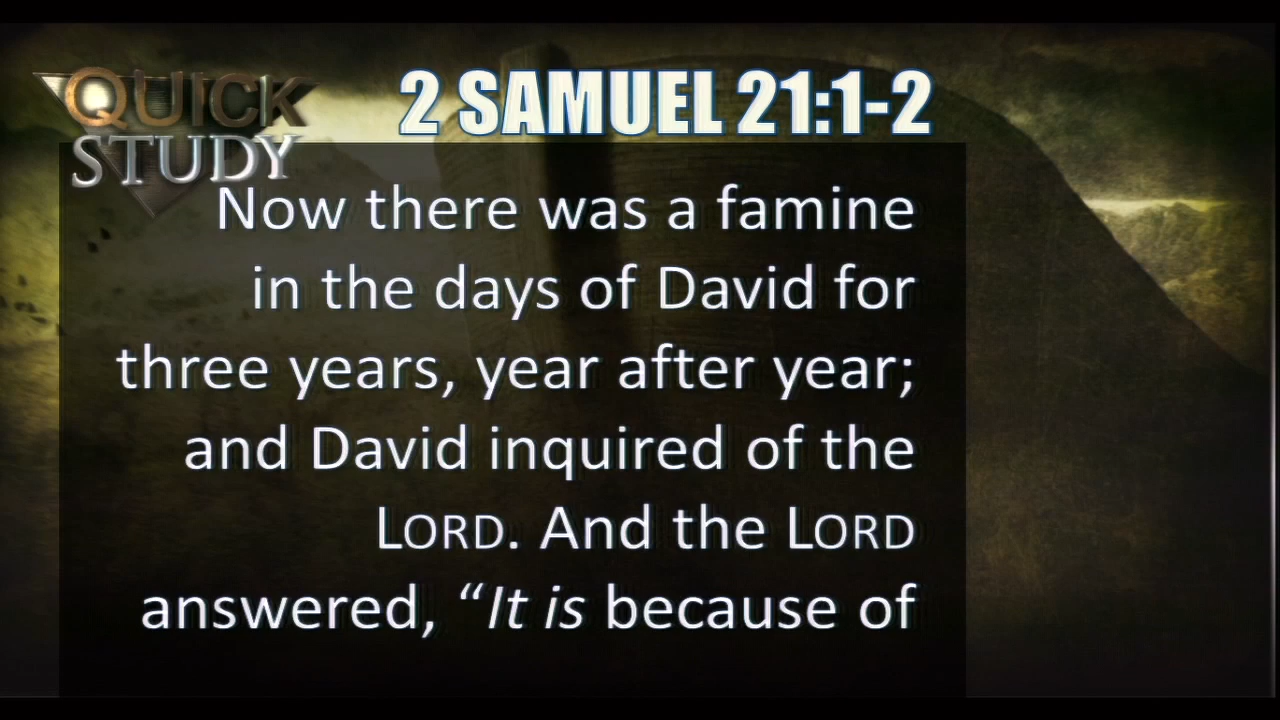 QUICK
STUDY
2 SAMUEL 21:1-2
Now there was a famine
in the days of David for
three years, year after year;
and David inquired of the
LORD. And the LORD
answered, “It is because of